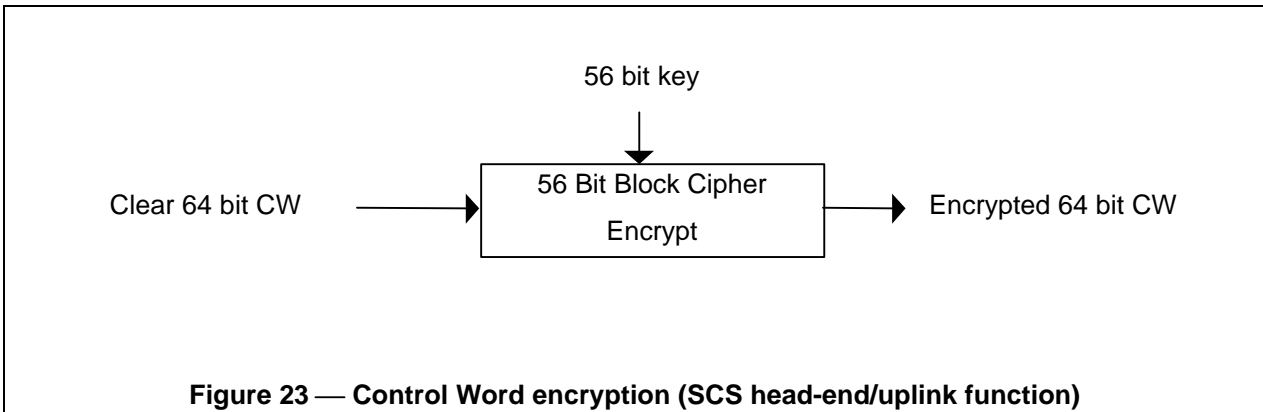 56 bit key
56 Bit Block Cipher
Clear 64 bit CW
Encrypted 64 bit CW
Encrypt
Figure 23 — Control Word encryption (SCS head-end/uplink function)